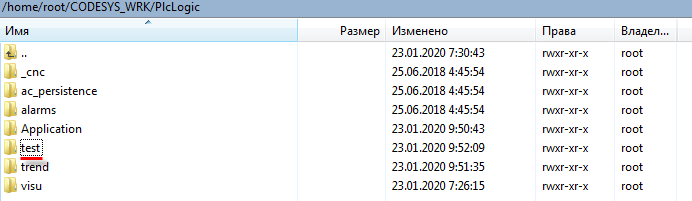 /home/root/CODESYS_WRK/PlcLogic
Имя Размер Изменено Права Владел...
.. 23.01.2020 7:30:43 rwxr-xr-x root
_cnc 25.06.2018 4:45:54 rwxr-xr-x root
ac_persistence 25.06.2018 4:45:54 rwxr-xr-x root
alarms 25.06.2018 4:45:54 rwxr-xr-x root
Application 23.01.2020 9:50:43 rwxr-xr-x root
test 23.01.2020 9:52:09 rwxr-xr-x root
trend 23.01.2020 9:51:35 rwxr-xr-x root
visu 23.01.2020 7:26:15 rwxr-xr-x root